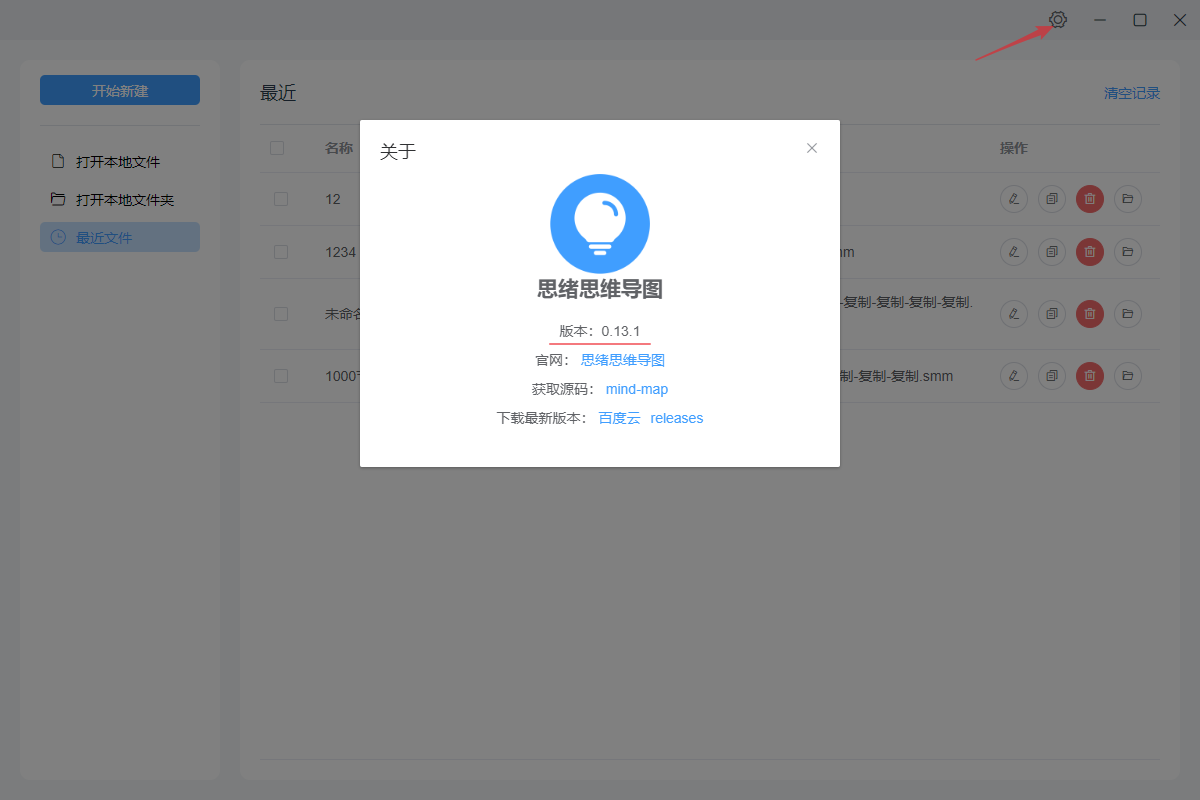 开始新建
打开本地文件
打开本地文件夹
最近文件
最近
清空记录
名称
操作
12
1234
未命名
1000
-复制-复制-复制-复制.
制-复制-复制.smm
关于
思绪思维导图
版本：0.13.1
官网： 思绪思维导图
获取源码： mind-map
下载最新版本： 百度云 releases